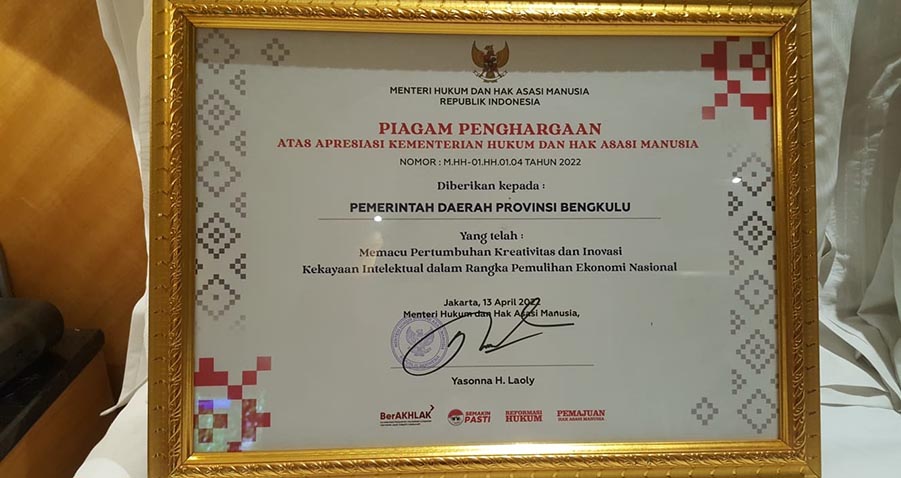 MENTERI HUKUM DAN HAK ASASI MANUSIA
REPUBLIK INDONESIA
PIAGAM PENGHARGAAN
ATAS APRESIASI KEMENTERIAN HUKUM DAN HAK ASASI MANUSIA
NOMOR : M.HH-01.HH.01.04 TAHUN 2022
Diberikan kepada :
PEMERINTAH DAERAH PROVINSI BENGKULU
Yang telah :
Memacu Pertumbuhan Kreativitas dan Inovasi
Kekayaan Intelektual dalam Rangka Pemulihan Ekonomi Nasional
Jakarta, 13 April 2022
Menteri Hukum dan Hak Asasi Manusia,
Yasonna H. Laoly
BerAKHLAK
SEMAKIN
PASTI
REFORMASI
HUKUM
PEMAJUAN
HAK ASASI MANUSIA